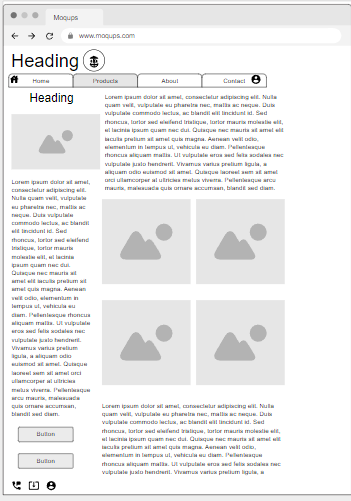 Moqups
www.moqups.com
Heading
Home Products About Contact
Heading
Lorem ipsum dolor sit amel,
consectetur adipiscing elit.
Nulla quam velit, vulputate
eu pharetra nec, mattis ac
neque. Duis vulputate
commodo lectus, ac blandit
elit tincidunt id. Sed
rhoncus, tortor sed eleifend
tristique, tortor mauris
molestie elit, et lacinia
ipsum quam nec dui.
Quisque nec mauris sit
amet elit iaculis pretium sit
amet quis magna. Aenean
velit odio, elementum in
tempus ut, vehicula eu
diam. Pellentesque rhoncus
aliquam mattis. Ut vulputate
eros sed felis sodales nec
vulputate justo hendrerit.
Vivamus varius pretium
ligula, a aliquam odio
euismod sit amet. Quisque
laoreet sem sit amet orci
ullamcorper at ultricies
metus viverra. Pellentesque
arcu mauris, malesuada
quis ornare accumsan,
blandit sed diam.
Button
Button
Lorem ipsum dolor sit amet, consectetur adipiscing elit. Nulla
quam velit, vulputate eu pharetra nec, mattis ac neque. Duis
vulputate commodo lectus, ac blandit elit tincidunt id. Sed
rhoncus, tortor sed eleifend tristique, tortor mauris molestie elit,
et lacinia ipsum quam nec dui. Quisque nec mauris sit amet elit
iaculis pretium sit amet quis magna. Aenean velit odio,
elementum in tempus ut, vehicula eu diam. Pellentesque rhoncus
aliquam mattis. Ut vulputate eros sed felis sodales nec vulputate
justo hendrerit. Vivamus varius pretium ligula, a
aliquam odio euismod sit amet. Quisque laoreet sem sit amet
orci ullamcorper at ultricies metus viverra. Pellentesque arcu
mauris, malesuada quis ornare accumsan, blandit sed diam.
Lorem ipsum dolor sit amet, consectetur adipiscing elit. Nulla
quam velit, vulputate eu pharetra nec, mattis ac neque. Duis
vulputate commodo lectus, ac blandit elit tincidunt id. Sed
rhoncus, tortor sed eleifend tristique, tortor mauris molestie elit,
et lacinia ipsum quam nec dui. Quisque nec mauris sit amet elit
iaculis pretium sit amet quis magna. Aenean velit odio,
elementum in tempus ut, vehicula eu diam. Pellentesque rhoncus
aliquam mattis. Ut vulputate eros sed felis sodales nec
vulputate justo hendrerit. Vivamus varius pretium ligula, a